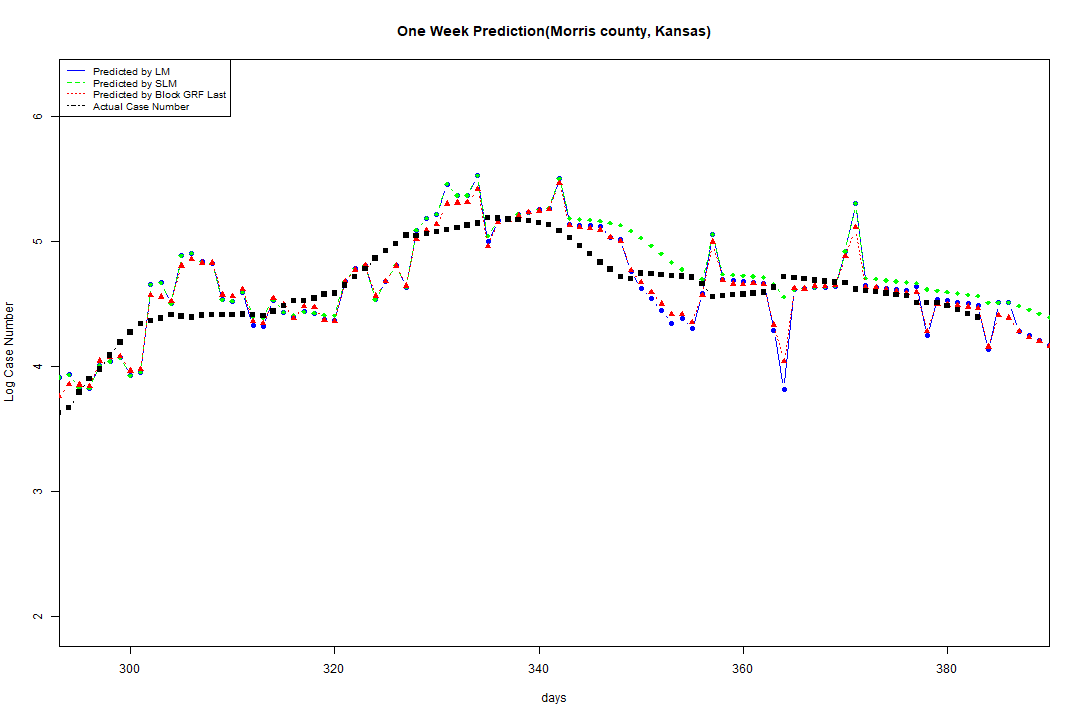 One Week Prediction(Morris county, Kansas)
Predicted by LM
Predicted by SLM
Predicted by Block GRF Last
Actual Case Number
6
5
4
3
2
Log Case Number
300 320 340 360 380
days